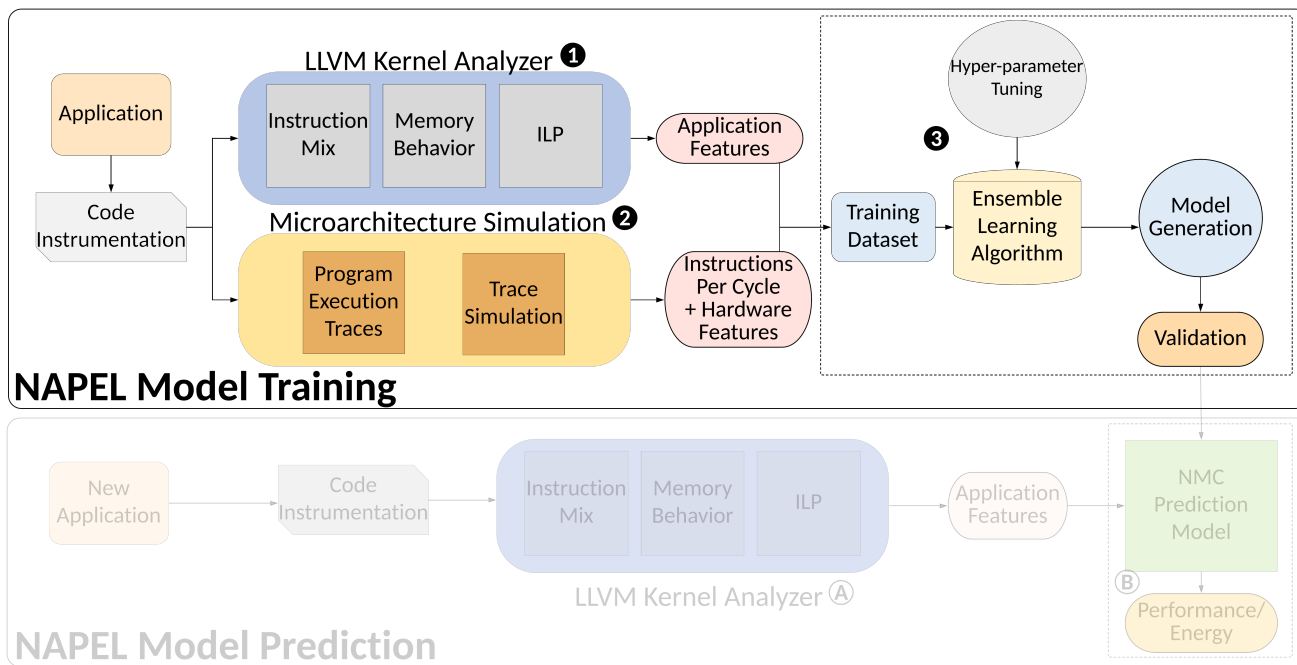 LLVM Kernel Analyzer ❶
Application
Instruction
Mix
Memory
Behavior
ILP
Application
Features
Code
Instrumentation
Microarchitecture Simulation ❷
Program
Execution
Traces
Trace
Simulation
Instructions
Per Cycle
+ Hardware
Features
Hyper-parameter
Tuning
❸
Training
Dataset
Ensemble
Learning
Algorithm
Model
Generation
Validation
NAPEL Model Training
New
Application
Code
Instrumentation
Instruction
Mix
Memory
Behavior
ILP
LLVM Kernel Analyzer Ⓐ
Application
Features
NMC
Prediction
Model
Ⓑ
Performance/
Energy
NAPEL Model Prediction